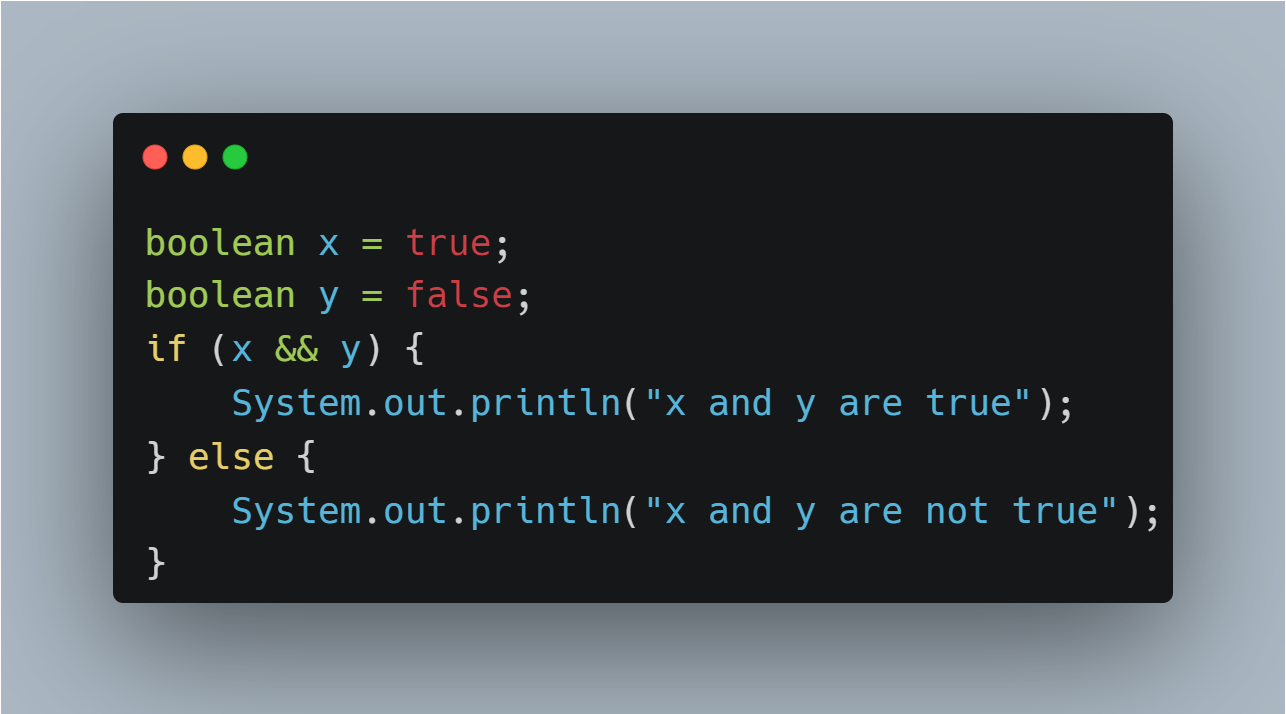 boolean x = true;
boolean y = false;
if (x && y) {
    System.out.println("x and y are true");
} else {
    System.out.println("x and y are not true");
}